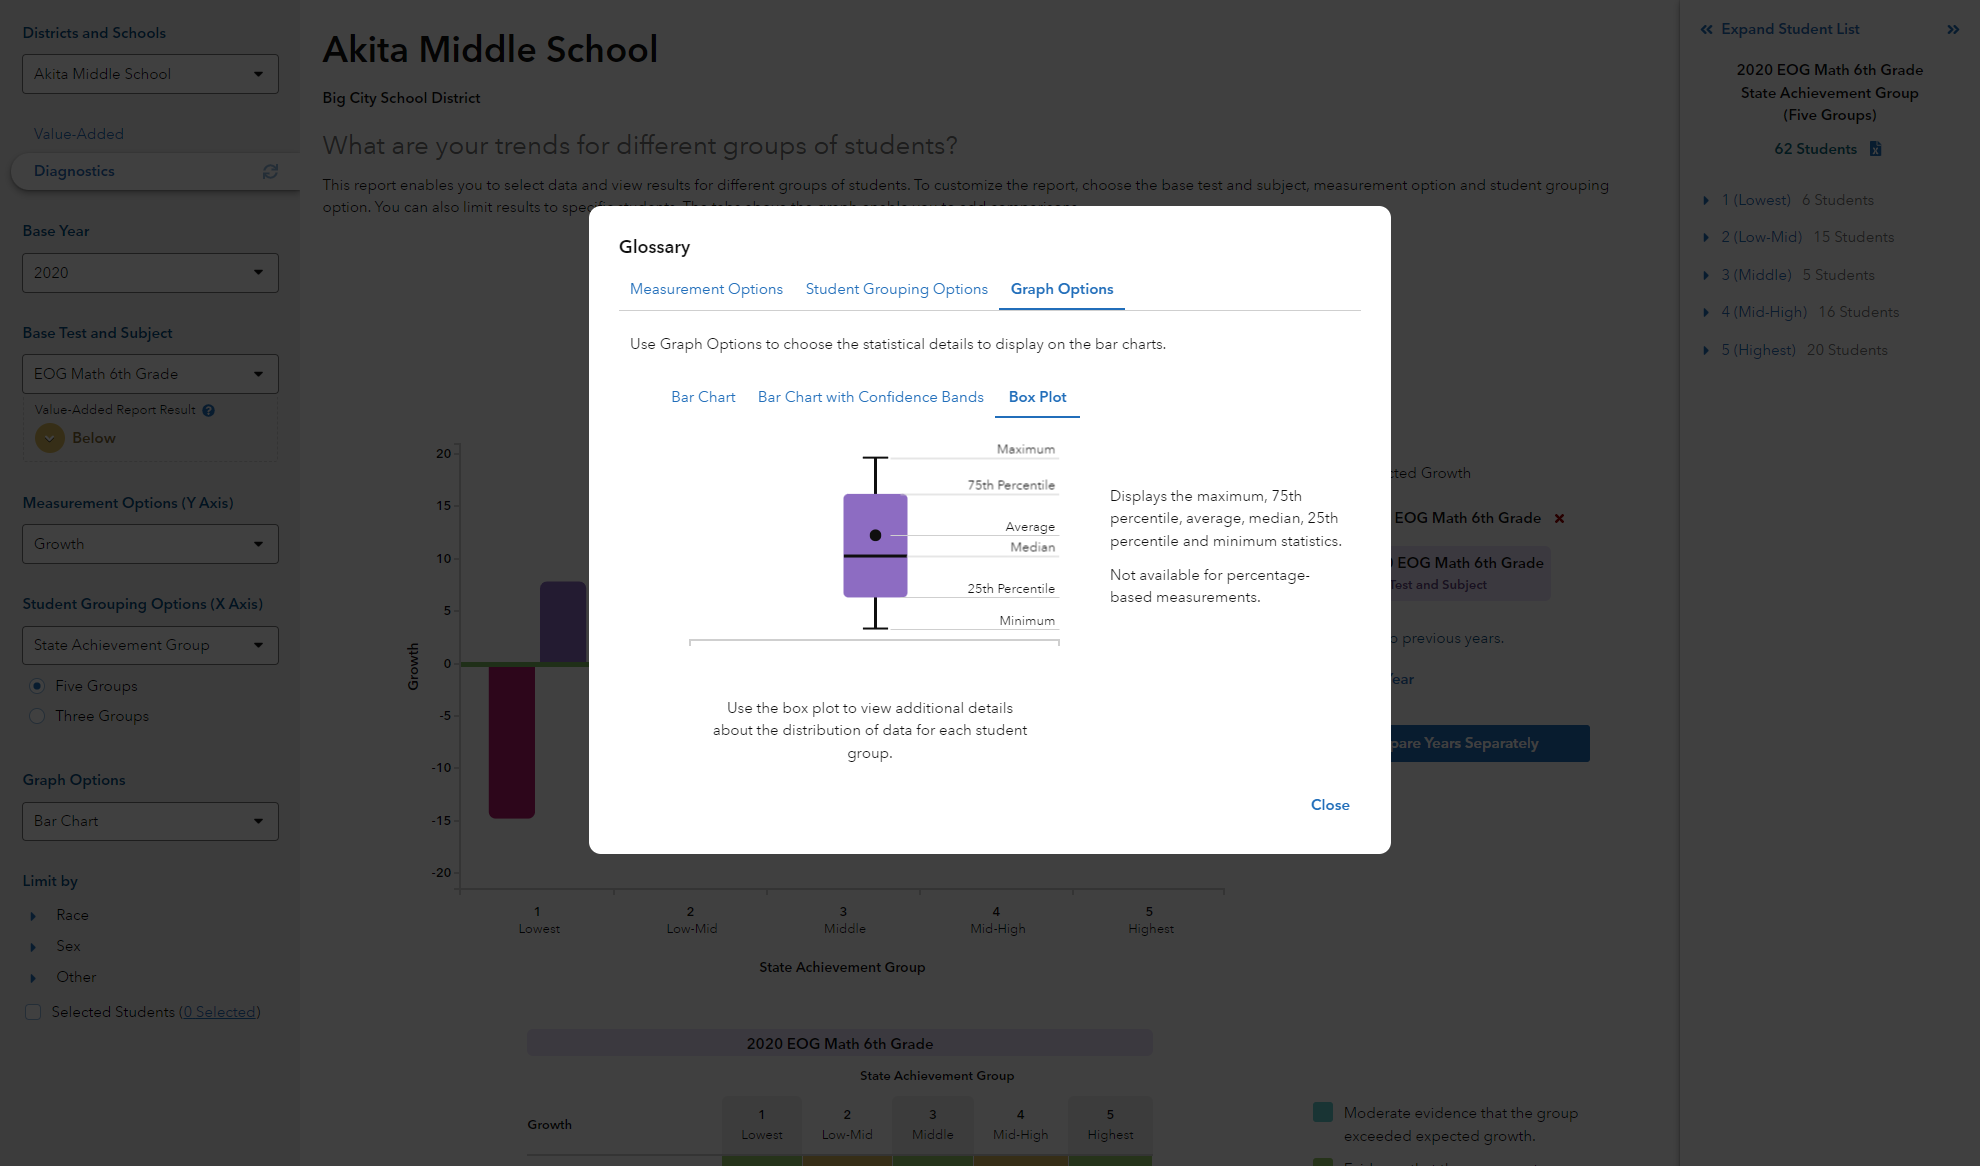 Districts and Schools
Akita Middle School
Value-Added
Diagnostics
Base Year
2020
Base Test and Subject
EOG Math 6th Grade
Value-Added Report Result ?
Below
Measurement Options (Y Axis)
Growth
Student Grouping Options (X Axis)
State Achievement Group
Five Groups
Three Groups
Graph Options
Bar Chart
Limit by
Race
Sex
Other
Selected Students (0 Selected)
Akita Middle School
Big City School District
What are your trends for different groups of students?
This report enables you to select data and view results for different groups of students. To customize the report, choose the base test and subject, measurement option and student grouping
option. You can also limit results to specific students. The tabs above the graph enable you to add comparisons.
Glossary
Measurement Options Student Grouping Options Graph Options
Use Graph Options to choose the statistical details to display on the bar charts.
Bar Chart Bar Chart with Confidence Bands Box Plot
Maximum
75th Percentile
Average
Median
25th Percentile
Minimum
Displays the maximum, 75th
percentile, average, median, 25th
percentile and minimum statistics.
Not available for percentage-
based measurements.
Use the box plot to view additional details
about the distribution of data for each student
group.
Close
Growth
20
15
10
5
0
-5
-10
-15
-20
1 2 3 4 5
Lowest Low-Mid Middle Mid-High Highest
State Achievement Group
Growth
EOG Math 6th Grade
EOG Math 6th Grade
Test and Subject
previous years.
Years Separately
2020 EOG Math 6th Grade
State Achievement Group
Growth
1 2 3 4 5
Lowest Low-Mid Middle Mid-High Highest
Moderate evidence that the group
exceeded expected growth.
Expand Student List
2020 EOG Math 6th Grade
State Achievement Group
(Five Groups)
62 Students
1 (Lowest) 6 Students
2 (Low-Mid) 15 Students
3 (Middle) 5 Students
4 (Mid-High) 16 Students
5 (Highest) 20 Students